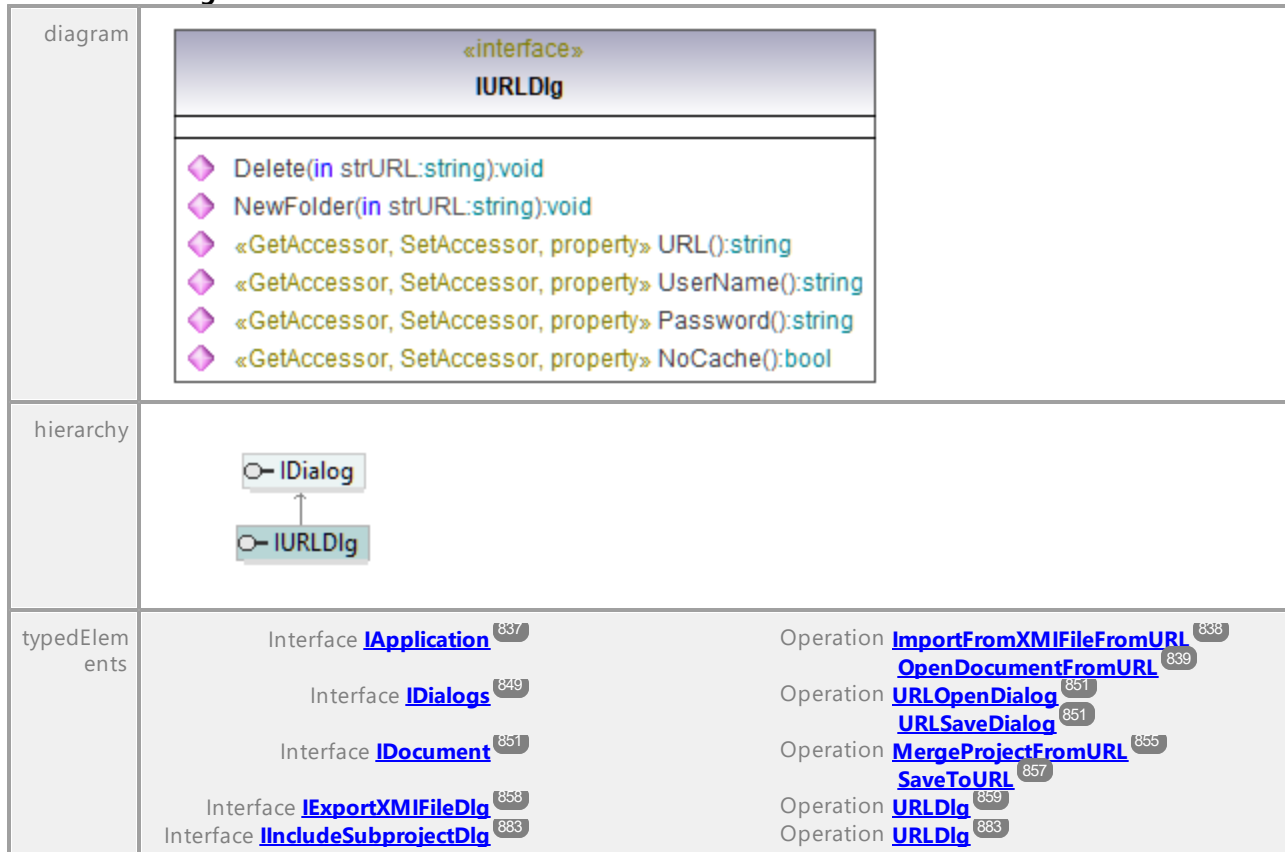 diagram
«interface»
IURLDlg
Delete(in strURL:string):void
NewFolder(in strURL:string):void
«GetAccessor, SetAccessor, property» URL():string
«GetAccessor, SetAccessor, property» UserName():string
«GetAccessor, SetAccessor, property» Password():string
«GetAccessor, SetAccessor, property» NoCache():bool
hierarchy
IDialog
IURLDlg
typedElem
ents
Interface IApplication 837 Operation ImportFromXMIFileFromURL 838
OpenDocumentFromURL 839
Interface IDialogs 849 Operation URLOpenDialog 851
URLSaveDialog 851
Interface IDocument 851 Operation MergeProjectFromURL 855
SaveToURL 857
Interface IExportXMIFileDlg 858 Operation URLDlg 859
Interface IIncludeSubprojectDlg 883 Operation URLDlg 883